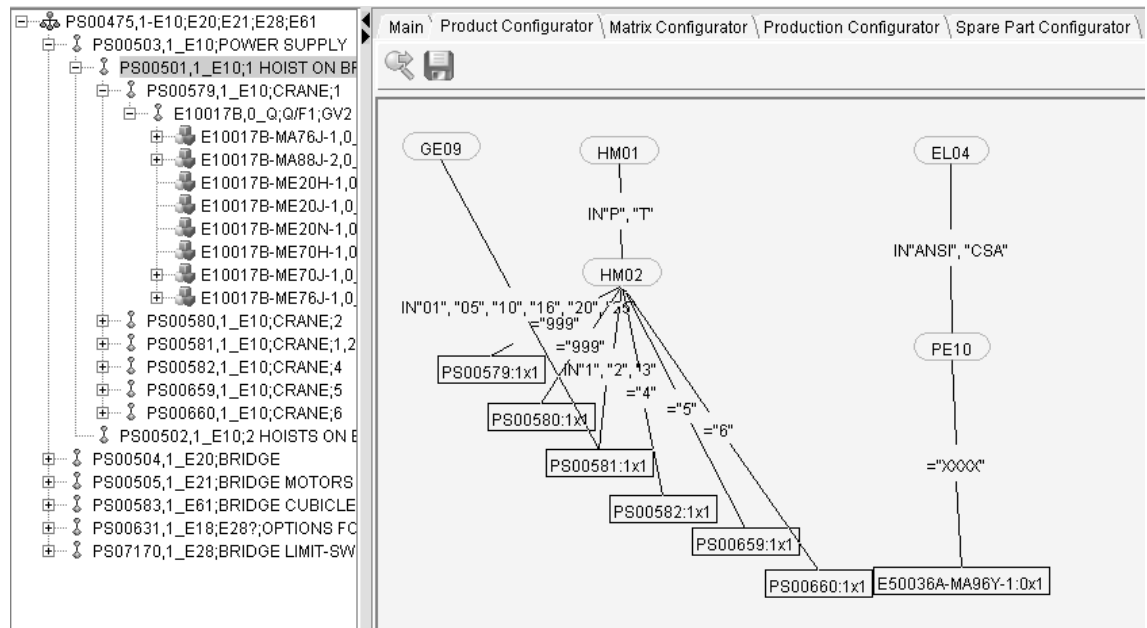 PS00475,1-E10;E20;E21;E28;E61
PS00503,1_E10;POWER SUPPLY
PS00501,1_E10;1 HOIST ON BR
PS00579,1_E10;CRANE;1
E10017B,0_Q;Q/F1;GV2
E10017B-MA76J-1,0_
E10017B-MA88J-2,0_
E10017B-ME20H-1,0
E10017B-ME20J-1,0_
E10017B-ME20N-1,0
E10017B-ME70H-1,0
E10017B-ME70J-1,0_
E10017B-ME76J-1,0_
PS00580,1_E10;CRANE;2
PS00581,1_E10;CRANE;1,2
PS00582,1_E10;CRANE;4
PS00659,1_E10;CRANE;5
PS00660,1_E10;CRANE;6
PS00502,1_E10;2 HOISTS ON B
PS00504,1_E20;BRIDGE
PS00505,1_E21;BRIDGE MOTORS
PS00583,1_E61;BRIDGE CUBICLE
PS00631,1_E18;E28?;OPTIONS FO
PS07170,1_E28;BRIDGE LIMIT-SW
Main \ Product Configurator \ Matrix Configurator \ Production Configurator \ Spare Part Configurator \
GE09 HM01 EL04
IN"P", "T"
IN"ANSI", "CSA"
HM02
IN"01", "05", "10", "16", "20", "25"
="999"
="999"
PE10
IN"1", "2", "3"
PS00579:1x1
="4"
="5"
PS00580:1x1
="6"
PS00581:1x1
="XXXX"
PS00582:1x1
PS00659:1x1
PS00660:1x1
E50036A-MA96Y-1:0x1